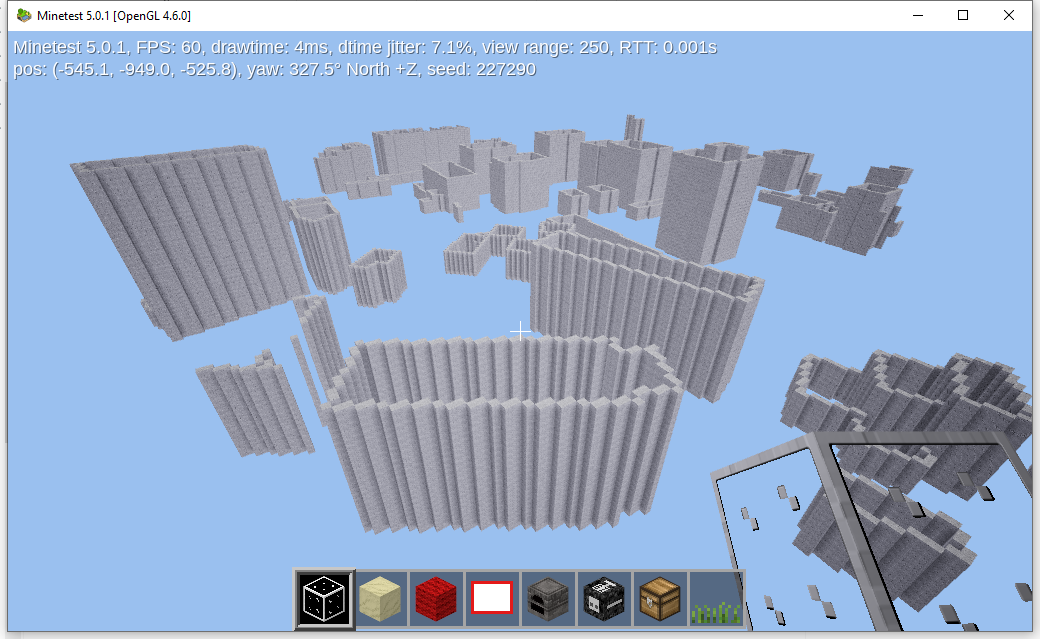 Minetest 5.0.1 [OpenGL 4.6.0]
Minetest 5.0.1, FPS: 60, drawtime: 4ms, dtime jitter: 7.1%, view range: 250, RTT: 0.001s
pos: (-545.1, -949.0, -525.8), yaw: 327.5° North +Z, seed: 227290